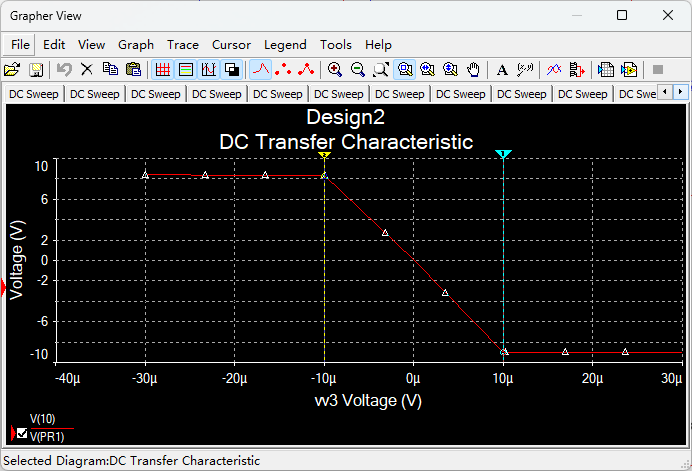 Grapher View
File Edit View Graph Trace Cursor Legend Tools Help
DC Sweep DC Sweep DC Sweep DC Sweep DC Sweep DC Sweep DC Sweep DC Sweep DC Sweep DC Sweep DC Swe
Design2
DC Transfer Characteristic
2 1
10
6
2
0
-2
-6
-10
Voltage (V)
-40µ -30µ -20µ -10µ 0µ 10µ 20µ 30µ
vv3 Voltage (V)
V(10)
V(PR1)
Selected Diagram:DC Transfer Characteristic